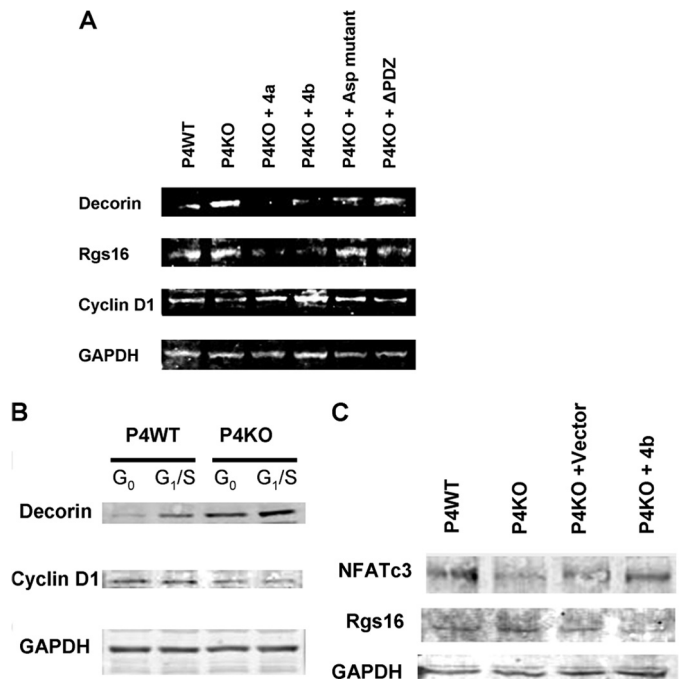 A
P4WT
P4KO
P4KO + 4a
P4KO + 4b
P4KO + Asp mutant
P4KO + ΔPDZ
Decorin
Rgs16
Cyclin D1
GAPDH
B
P4WT P4KO
G₀ G₁/S G₀ G₁/S
Decorin
Cyclin D1
GAPDH
C
P4WT
P4KO
P4KO +Vector
P4KO + 4b
NFATc3
Rgs16
GAPDH